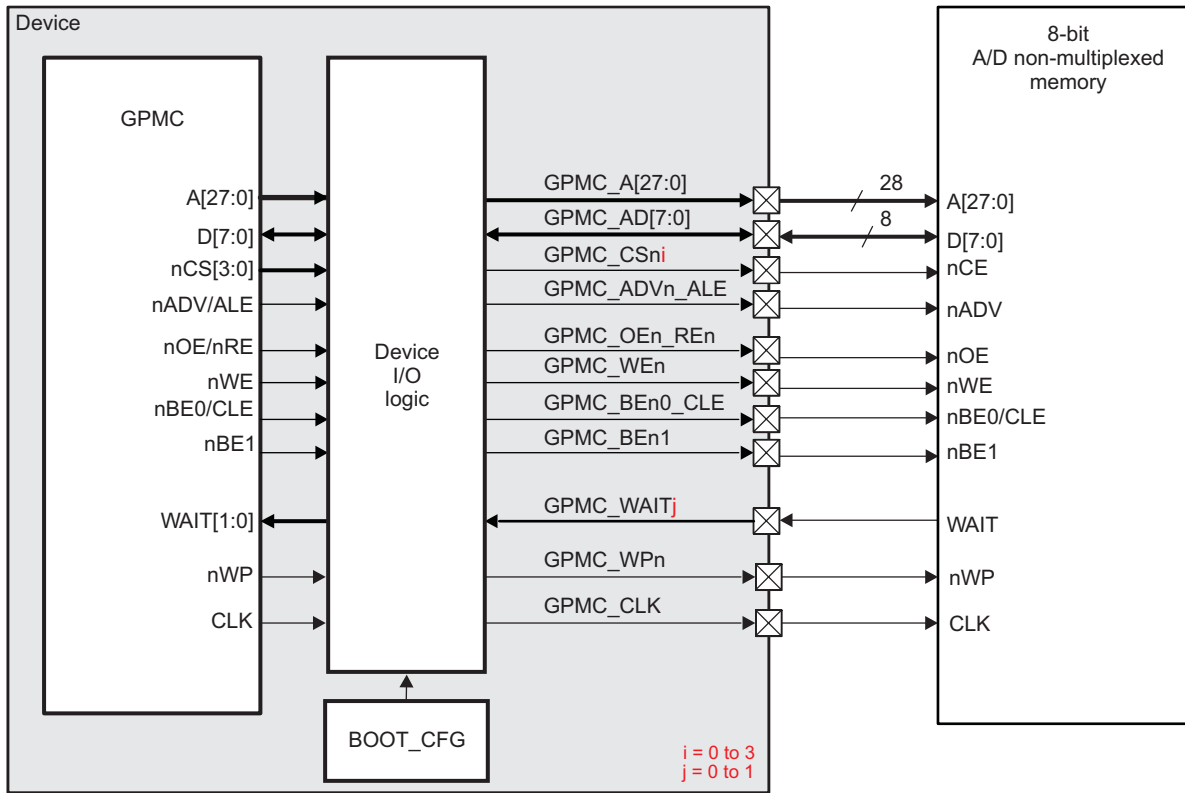 Device
GPMC
A[27:0]
D[7:0]
nCS[3:0]
nADV/ALE
nOE/nRE
nWE
nBE0/CLE
nBE1
WAIT[1:0]
nWP
CLK
Device
I/O
logic
BOOT_CFG
GPMC_A[27:0]
GPMC_AD[7:0]
GPMC_CSni
GPMC_ADVn_ALE
GPMC_OEn_REn
GPMC_WEn
GPMC_BEn0_CLE
GPMC_BEn1
GPMC_WAITj
GPMC_WPn
GPMC_CLK
i = 0 to 3
j = 0 to 1
28
8
8-bit
A/D non-multiplexed
memory
A[27:0]
D[7:0]
nCE
nADV
nOE
nWE
nBE0/CLE
nBE1
WAIT
nWP
CLK